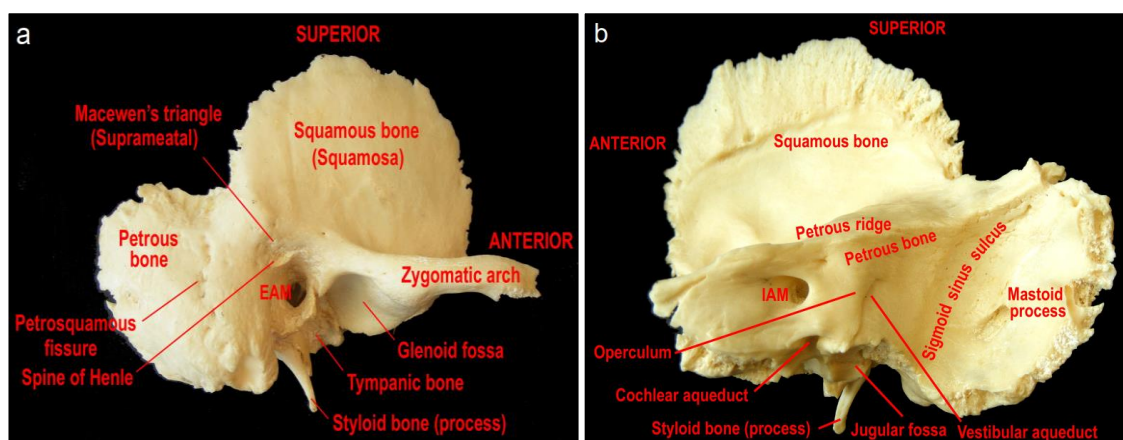 a
SUPERIOR
Macewen's triangle
(Suprameatal)
Squamous bone
(Squamosa)
Petrous
bone
ANTERIOR
Zygomatic arch
EAM
Petrosquamous
fissure
Glenoid fossa
Spine of Henle
Tympanic bone
Styloid bone (process)
b
SUPERIOR
ANTERIOR
Squamous bone
Petrous ridge
Petrous bone
IAM
Sigmoid sinus sulcus
Mastoid
process
Operculum
Cochlear aqueduct
Styloid bone (process)
Jugular fossa
Vestibular aqueduct